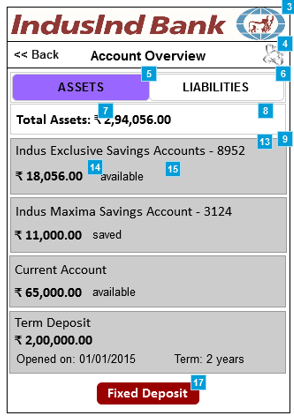 IndusInd Bank
3
<< Back Account Overview
4
5 6
ASSETS LIABILITIES
7 8
Total Assets: ₹ 2,94,056.00
13 9
Indus Exclusive Savings Accounts - 8952
₹ 18,056.00 14 available 15
Indus Maxima Savings Account - 3124
₹ 11,000.00 saved
Current Account
₹ 65,000.00 available
Term Deposit
₹ 2,00,000.00
Opened on: 01/01/2015 Term: 2 years
17
Fixed Deposit